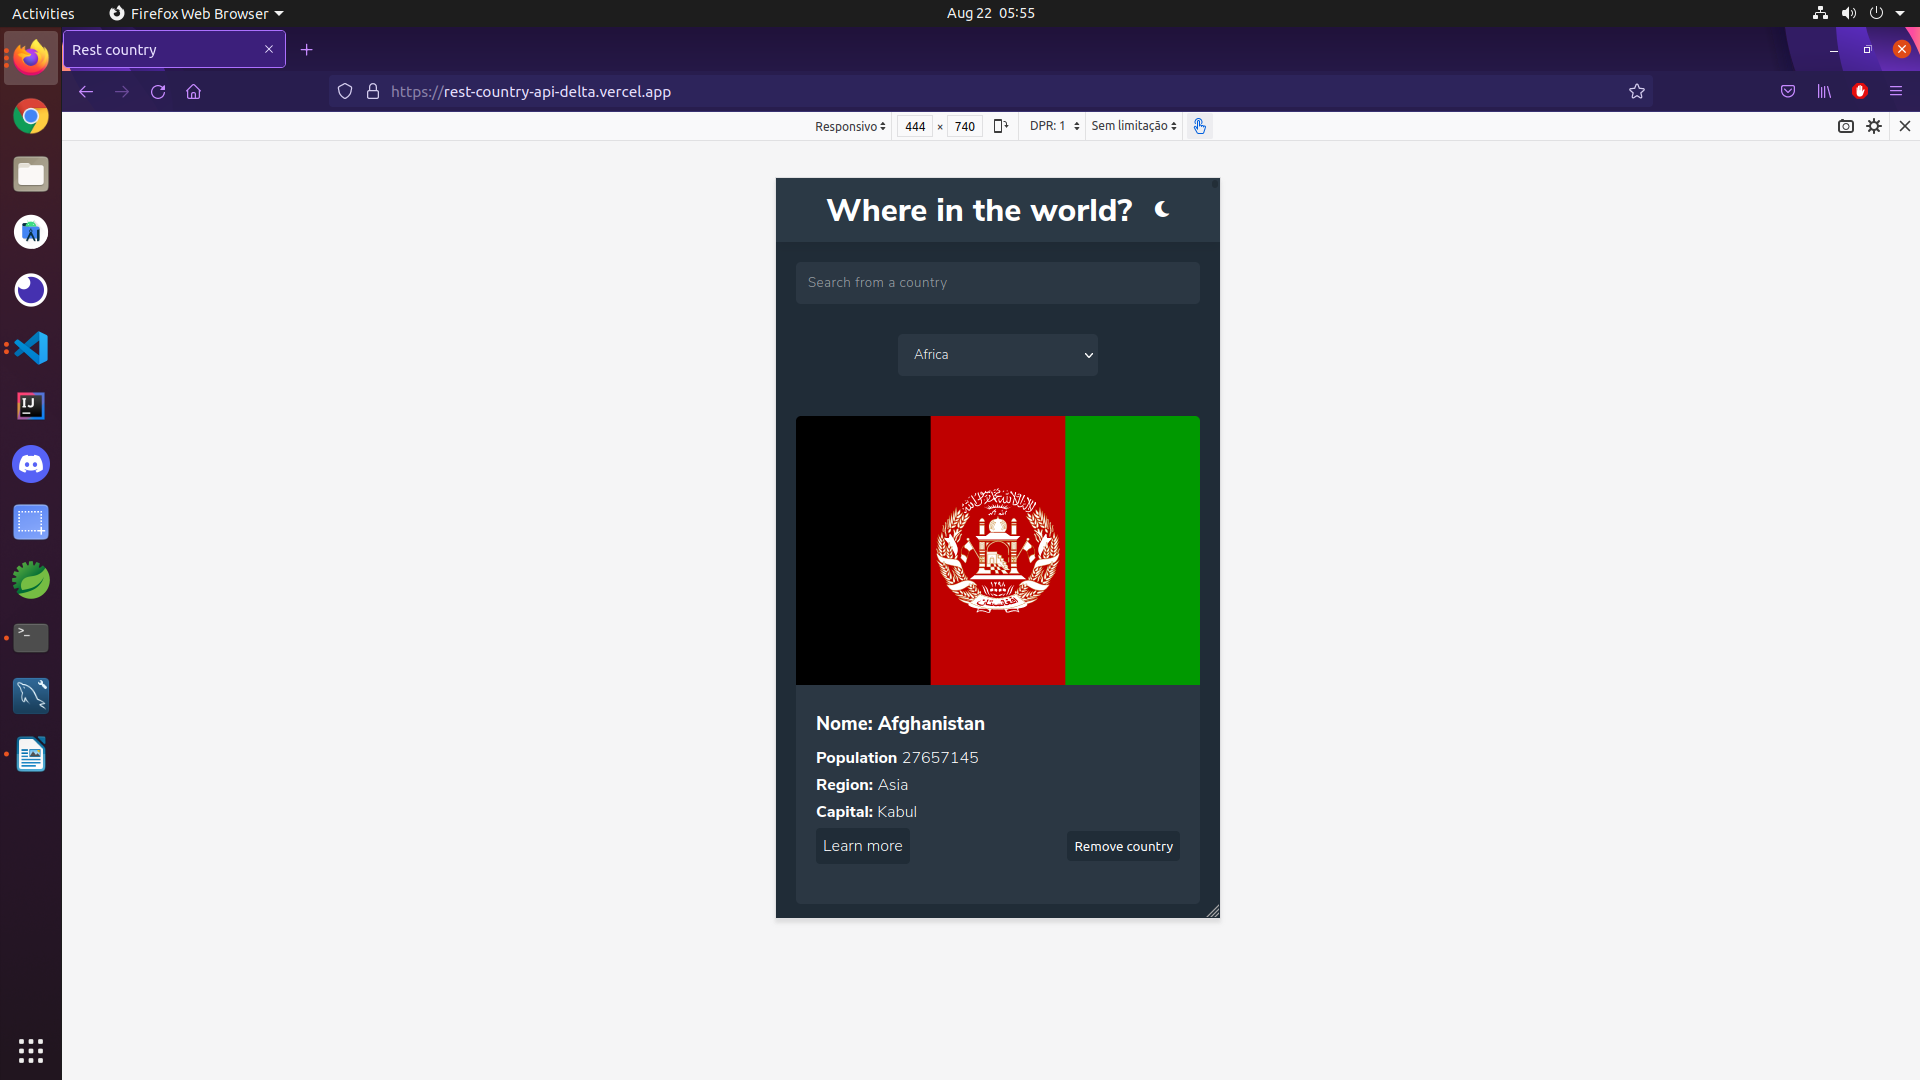 Activities
Firefox Web Browser
Aug 22 05:55
Rest country
https://rest-country-api-delta.vercel.app
Responsivo
444 × 740
DPR: 1
Sem limitação
Where in the world?
Search from a country
Africa
افغانستان
Nome: Afghanistan
Population 27657145
Region: Asia
Capital: Kabul
Learn more
Remove country